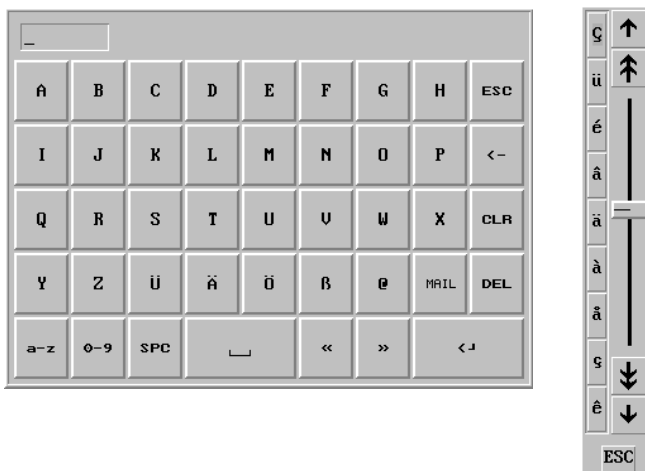 _
A B C D E F G H ESC
I J K L M N O P <-
Q R S T U V W X CLR
Y Z Ü Ä Ö ß @ MAIL DEL
a-z 0-9 SPC ⌴ « » ↵
Ç
ü
é
â
ä
à
å
ç
ê
ESC